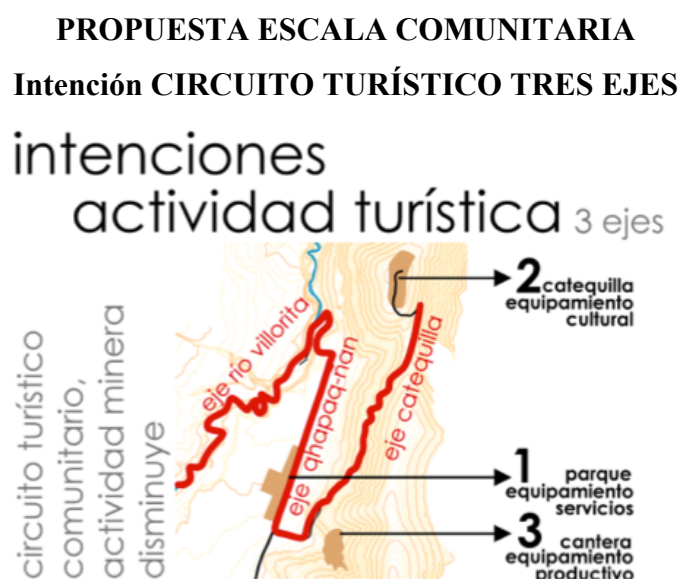 PROPUESTA ESCALA COMUNITARIA
Intención CIRCUITO TURÍSTICO TRES EJES
intenciones
actividad turística 3 ejes
circuito turístico
comunitario,
actividad minera
disminuye
eje río villorita
eje qhapaq-nan
eje catequilla
2 catequilla
equipamiento
cultural
1 parque
equipamiento
servicios
3 cantera
equipamiento
productivo